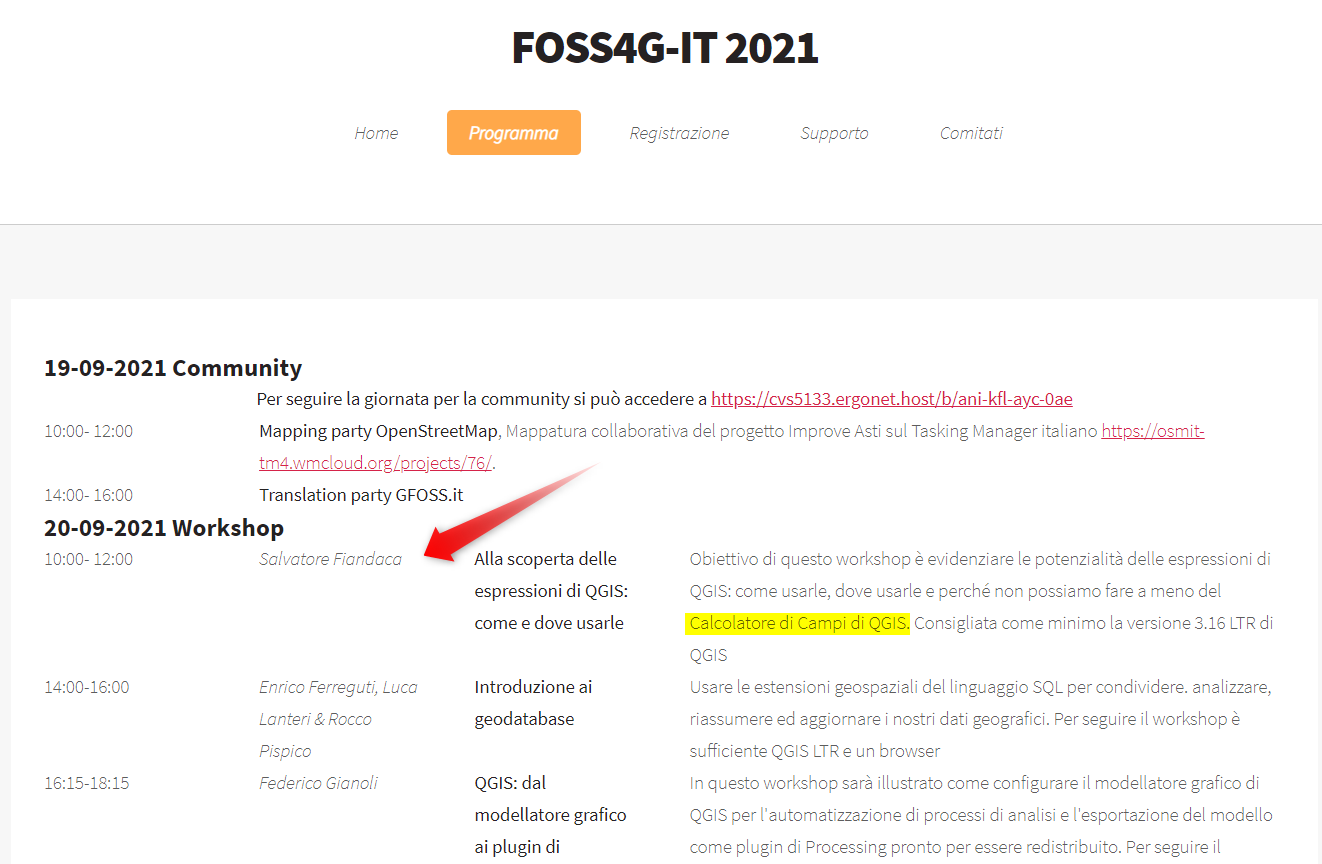 FOSS4G-IT 2021
Home Programma Registrazione Supporto Comitati
19-09-2021 Community
Per seguire la giornata per la community si può accedere a https://cvs5133.ergonet.host/b/ani-kfl-ayc-0ae
10:00- 12:00 Mapping party OpenStreetMap, Mappatura collaborativa del progetto Improve Asti sul Tasking Manager italiano https://osmit-
tm4.wmcloud.org/projects/76/.
14:00- 16:00 Translation party GFOSS.it
20-09-2021 Workshop
10:00- 12:00 Salvatore Fiandaca Alla scoperta delle Obiettivo di questo workshop è evidenziare le potenzialità delle espressioni di
espressioni di QGIS: QGIS: come usarle, dove usarle e perché non possiamo fare a meno del
come e dove usarle Calcolatore di Campi di QGIS. Consigliata come minimo la versione 3.16 LTR di
QGIS
14:00-16:00 Enrico Ferreguti, Luca Introduzione ai Usare le estensioni geospaziali del linguaggio SQL per condividere. analizzare,
Lanteri & Rocco geodatabase riassumere ed aggiornare i nostri dati geografici. Per seguire il workshop è
Pispico sufficiente QGIS LTR e un browser
16:15-18:15 Federico Gianoli QGIS: dal In questo workshop sarà illustrato come configurare il modellatore grafico di
modellatore grafico QGIS per l'automatizzazione di processi di analisi e l'esportazione del modello
ai plugin di come plugin di Processing pronto per essere redistribuito. Per seguire il